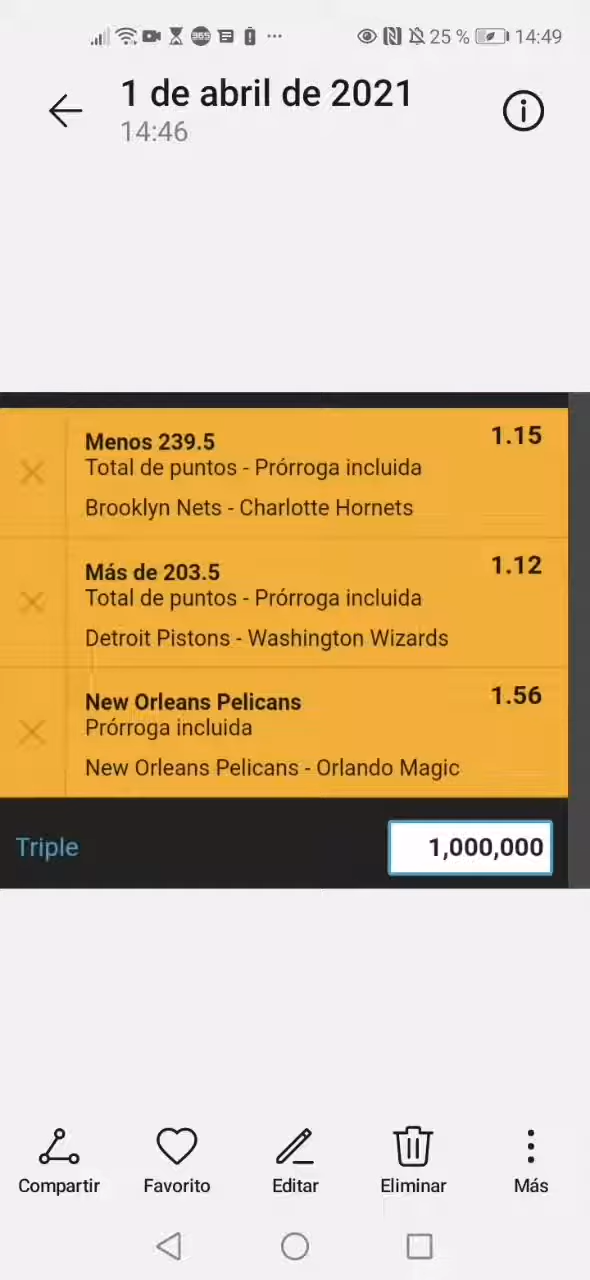 365 25 % 14:49
1 de abril de 2021
14:46
Menos 239.5 1.15
Total de puntos - Prórroga incluida
Brooklyn Nets - Charlotte Hornets
Más de 203.5 1.12
Total de puntos - Prórroga incluida
Detroit Pistons - Washington Wizards
New Orleans Pelicans 1.56
Prórroga incluida
New Orleans Pelicans - Orlando Magic
Triple 1,000,000
Compartir Favorito Editar Eliminar Más